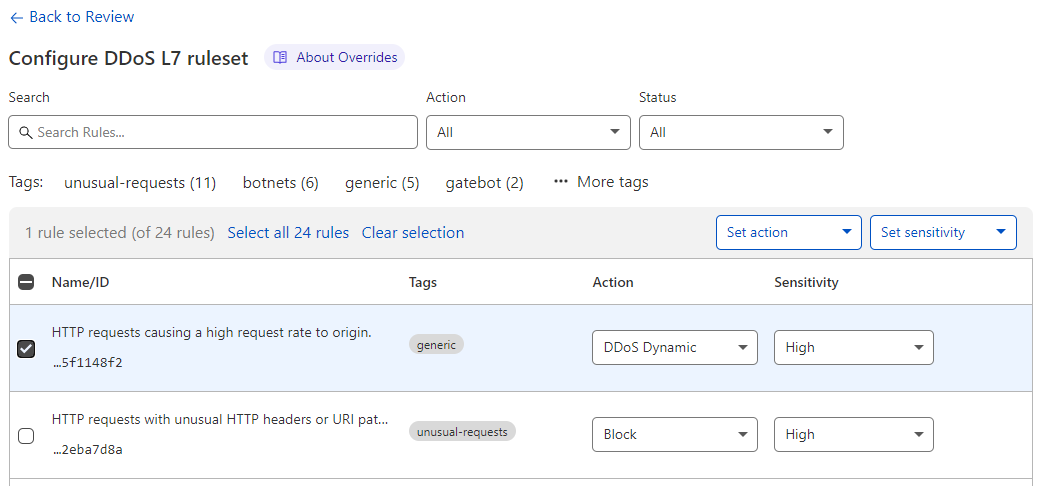 ← Back to Review
Configure DDoS L7 ruleset About Overrides
Search Action Status
Search Rules... All All
Tags: unusual-requests (11) botnets (6) generic (5) gatebot (2) ••• More tags
1 rule selected (of 24 rules) Select all 24 rules Clear selection Set action Set sensitivity
Name/ID Tags Action Sensitivity
HTTP requests causing a high request rate to origin.
...5f1148f2
generic DDoS Dynamic High
HTTP requests with unusual HTTP headers or URI pat...
...2eba7d8a
unusual-requests Block High